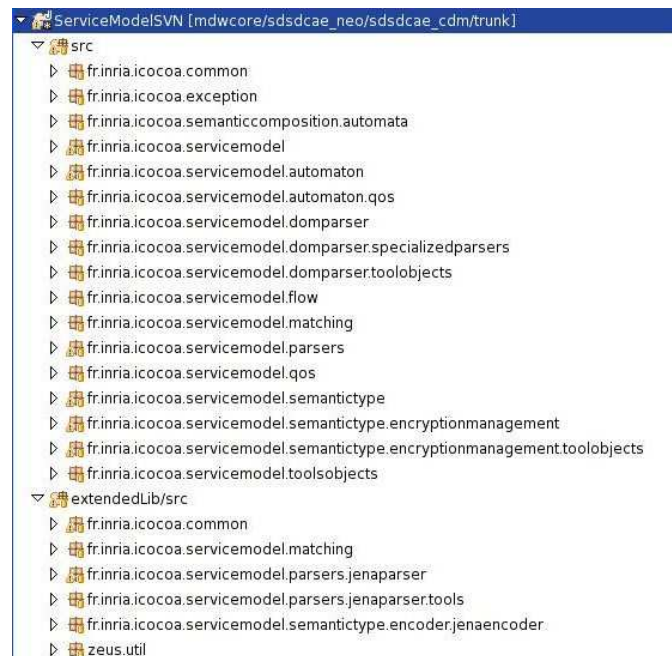 ServiceModelSVN [mdwcore/sdsdcae_neo/sdsdcae_cdm/trunk]
src
fr.inria.icocoa.common
fr.inria.icocoa.exception
fr.inria.icocoa.semanticcomposition.automata
fr.inria.icocoa.servicemodel
fr.inria.icocoa.servicemodel.automaton
fr.inria.icocoa.servicemodel.automaton.qos
fr.inria.icocoa.servicemodel.domparser
fr.inria.icocoa.servicemodel.domparser.specializedparsers
fr.inria.icocoa.servicemodel.domparser.toolobjects
fr.inria.icocoa.servicemodel.flow
fr.inria.icocoa.servicemodel.matching
fr.inria.icocoa.servicemodel.parsers
fr.inria.icocoa.servicemodel.qos
fr.inria.icocoa.servicemodel.semantictype
fr.inria.icocoa.servicemodel.semantictype.encryptionmanagement
fr.inria.icocoa.servicemodel.semantictype.encryptionmanagement.toolobjects
fr.inria.icocoa.servicemodel.toolsobjects
extendedLib/src
fr.inria.icocoa.common
fr.inria.icocoa.servicemodel.matching
fr.inria.icocoa.servicemodel.parsers.jenaparser
fr.inria.icocoa.servicemodel.parsers.jenaparser.tools
fr.inria.icocoa.servicemodel.semantictype.encoder.jenaencoder
zeus.util